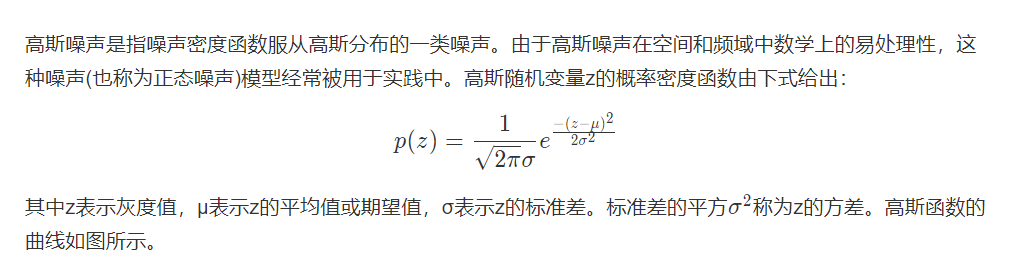 高斯噪声是指噪声密度函数服从高斯分布的一类噪声。由于高斯噪声在空间和频域中数学上的易处理性，这
种噪声(也称为正态噪声)模型经常被用于实践中。高斯随机变量z的概率密度函数由下式给出：
p(z) = \frac{1}{\sqrt{2\pi}\sigma} e^{\frac{-(z-\mu)^2}{2\sigma^2}}
其中z表示灰度值，μ表示z的平均值或期望值，σ表示z的标准差。标准差的平方σ²称为z的方差。高斯函数的
曲线如图所示。